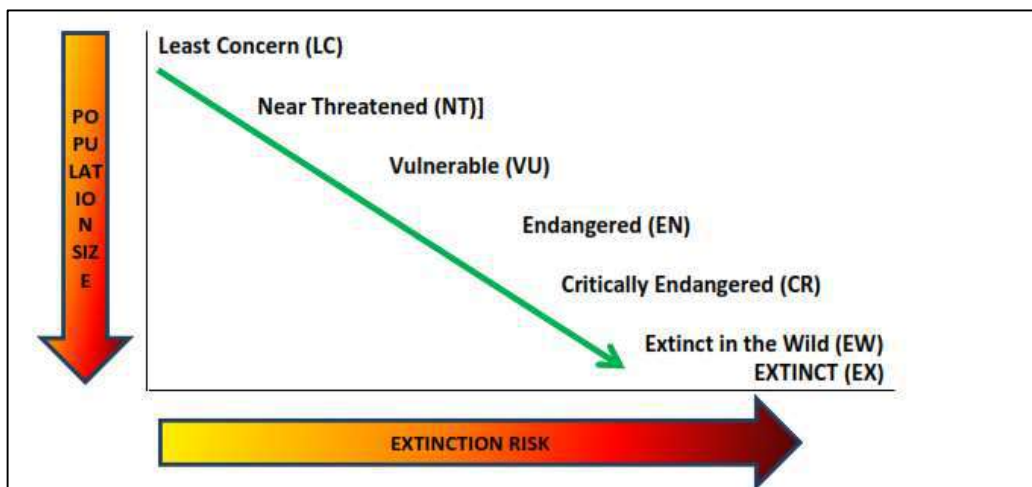 Least Concern (LC)
Near Threatened (NT)]
Vulnerable (VU)
Endangered (EN)
Critically Endangered (CR)
Extinct in the Wild (EW)
EXTINCT (EX)
PO
PU
LAT
IO
N
SIZ
E
EXTINCTION RISK